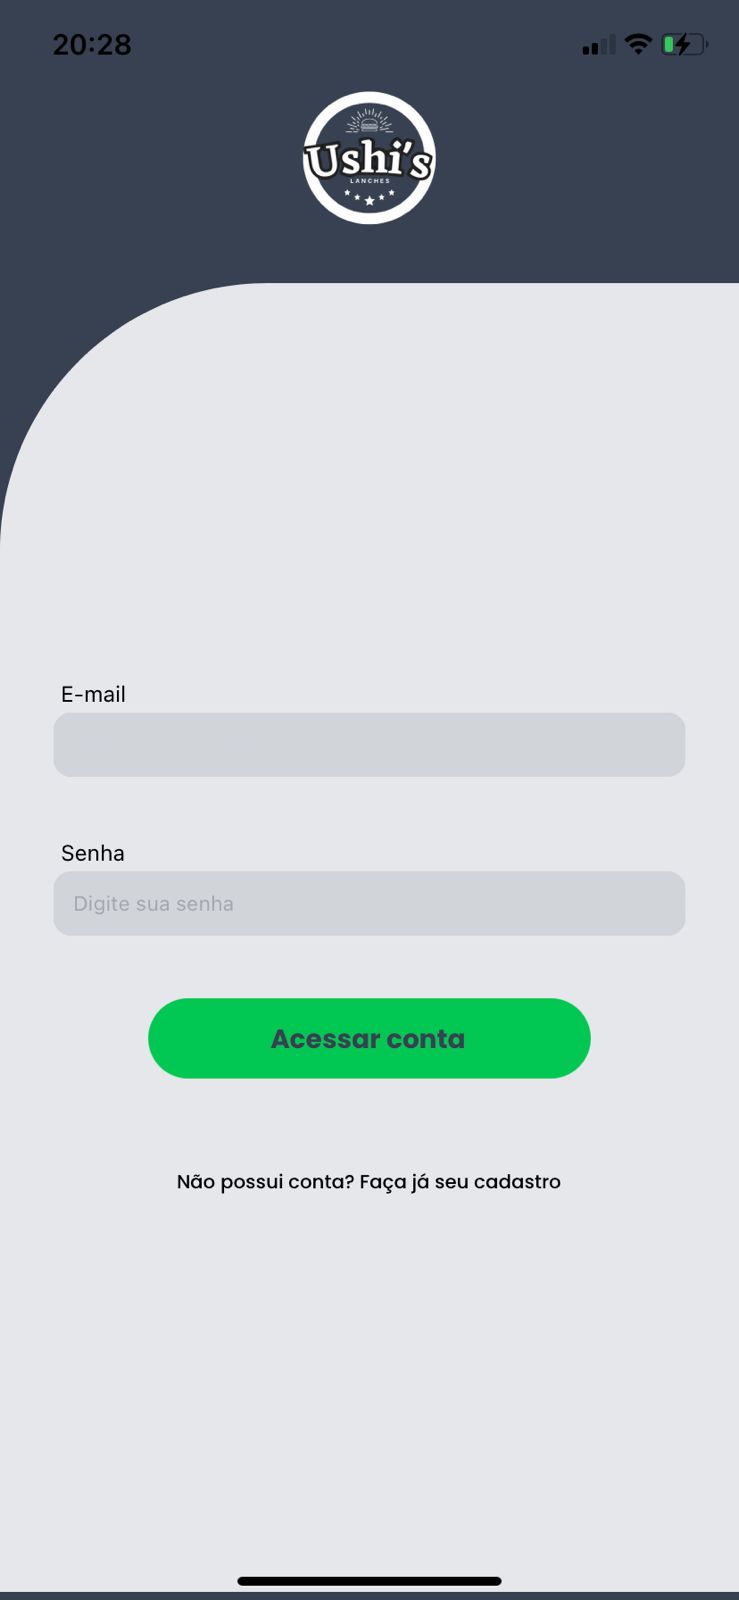 20:28
Ushi's
LANCHES
E-mail
Senha
Digite sua senha
Acessar conta
Não possui conta? Faça já seu cadastro